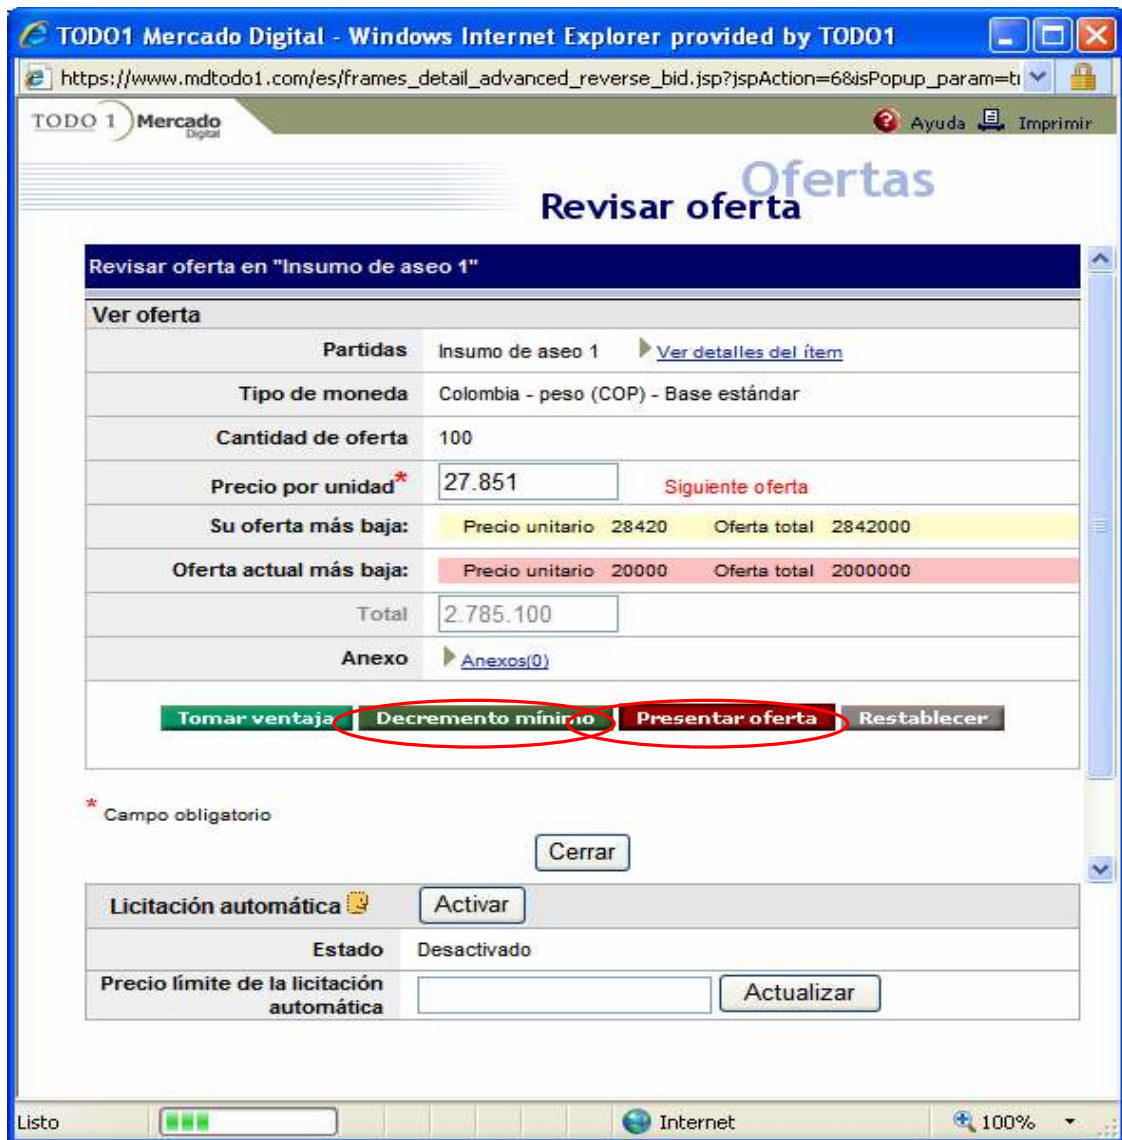 TODO1 Mercado Digital - Windows Internet Explorer provided by TODO1
https://www.mdtodo1.com/es/frames_detail_advanced_reverse_bid.jsp?jspAction=6&isPopup_param=t
TODO 1 Mercado Digital
Ayuda Imprimir
Ofertas
Revisar oferta
Revisar oferta en "Insumo de aseo 1"
Ver oferta
Partidas Insumo de aseo 1 Ver detalles del ítem
Tipo de moneda Colombia - peso (COP) - Base estándar
Cantidad de oferta 100
Precio por unidad* 27.851 Siguiente oferta
Su oferta más baja: Precio unitario 28420 Oferta total 2842000
Oferta actual más baja: Precio unitario 20000 Oferta total 2000000
Total 2.785.100
Anexo Anexos(0)
Tomar ventaja Decremento mínimo Presentar oferta Restablecer
* Campo obligatorio
Cerrar
Licitación automática Activar
Estado Desactivado
Precio límite de la licitación
automática Actualizar
Listo Internet 100%